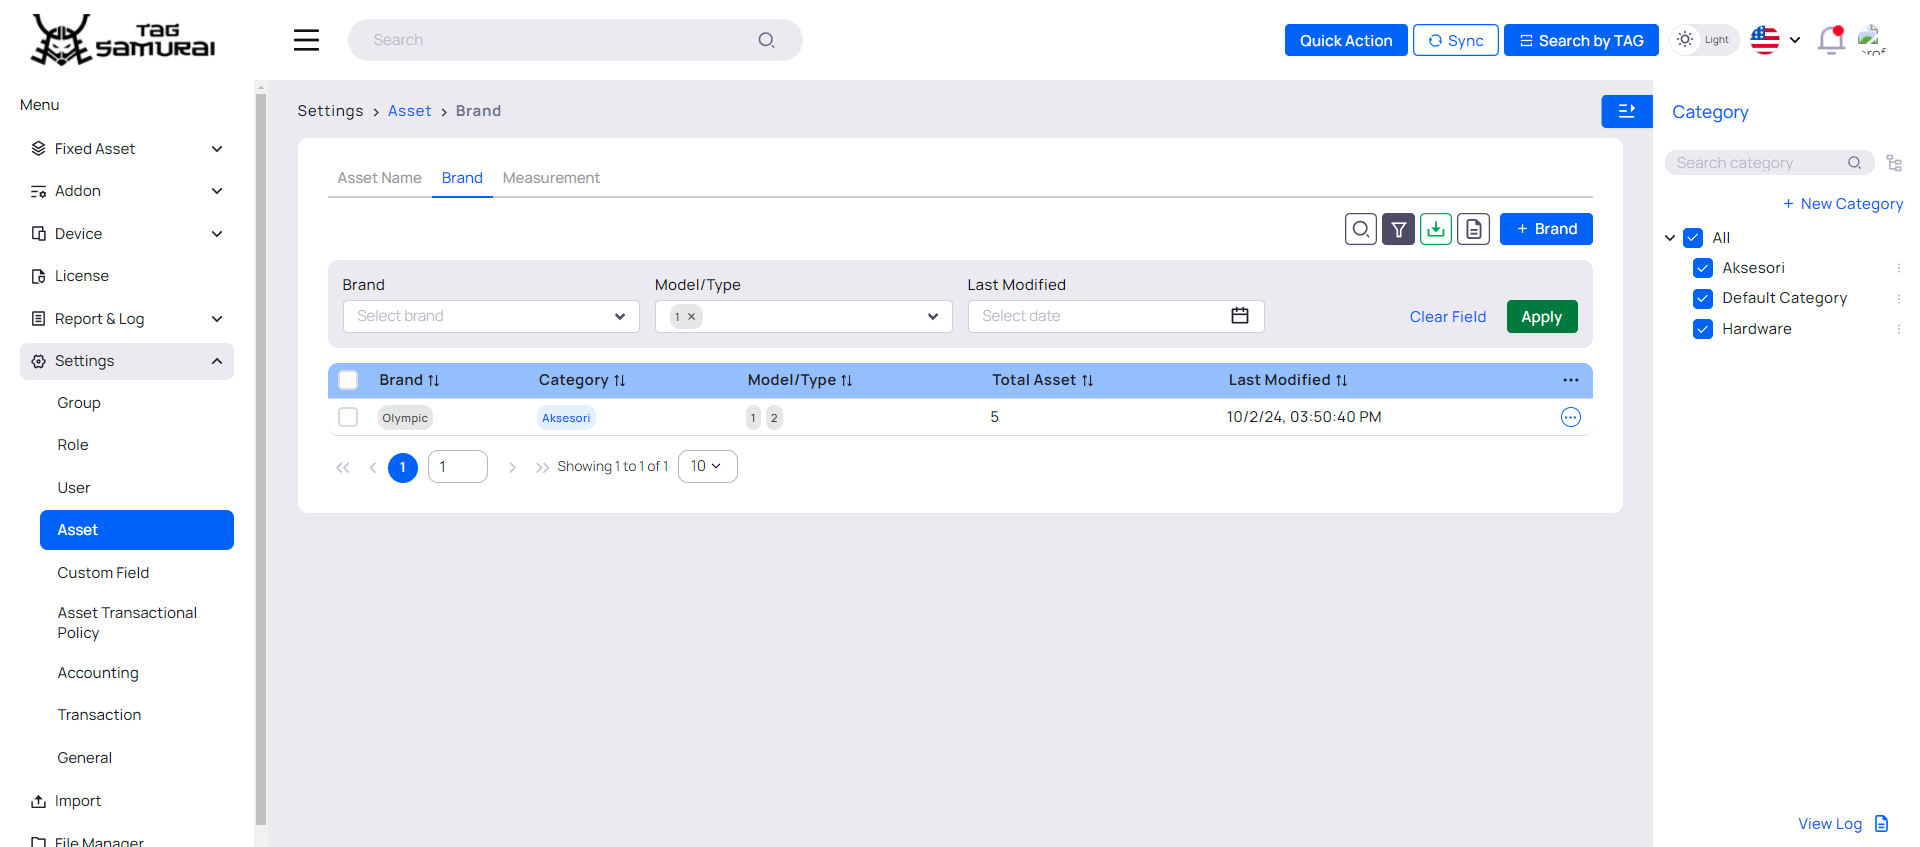 TAG SAMURAI
Search
Quick Action
Sync
Search by TAG
Light
prof
Menu
Fixed Asset
Addon
Device
License
Report & Log
Settings
Group
Role
User
Asset
Custom Field
Asset Transactional
Policy
Accounting
Transaction
General
Import
File Manager
Settings > Asset > Brand
Asset Name Brand Measurement
+ Brand
Brand Model/Type Last Modified
Select brand 1 × Select date Clear Field Apply
Brand Category Model/Type Total Asset Last Modified
Olympic Aksesori 1 2 5 10/2/24, 03:50:40 PM
1 1 Showing 1 to 1 of 1 10
Category
Search category
+ New Category
All
Aksesori
Default Category
Hardware
View Log